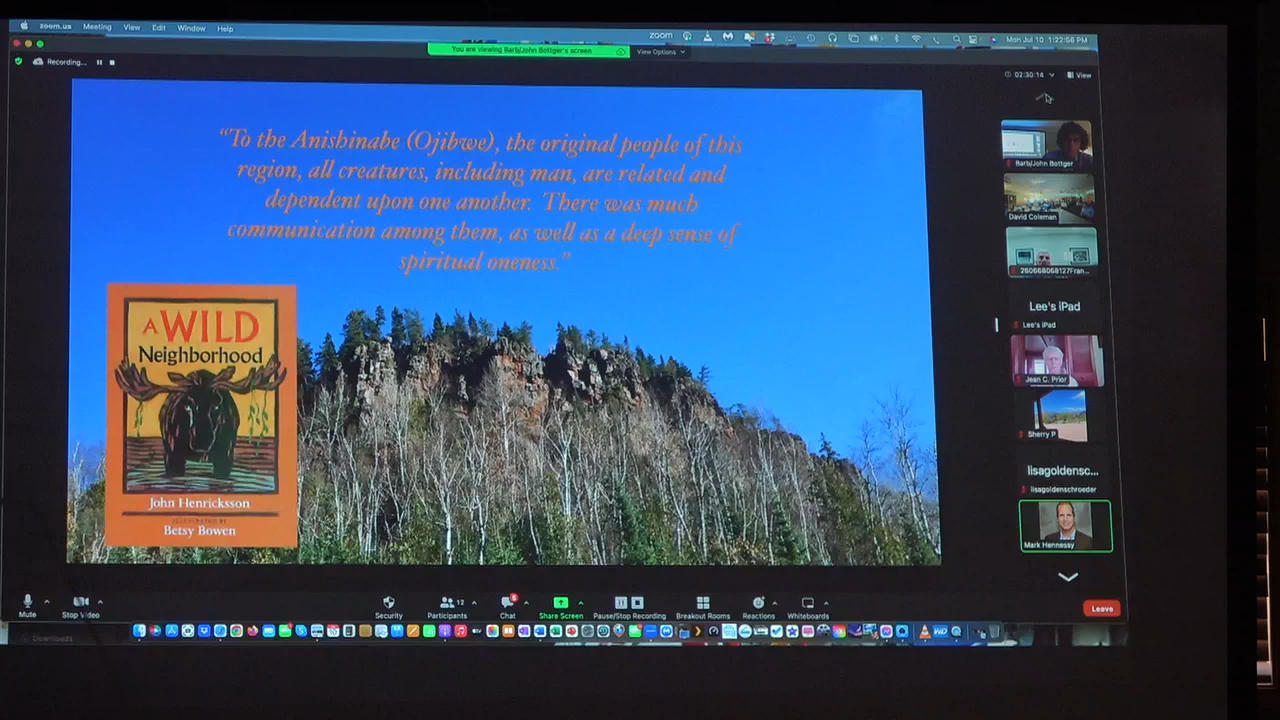 zoom.us Meeting View Edit Window Help
zoom
Mon Jul 10 1:22:56 PM
You are viewing Barb/John Bottger's screen
View Options
Recording...
02:30:14
View
“To the Anishinabe (Ojibwe), the original people of this
region, all creatures, including man, are related and
dependent upon one another. There was much
communication among them, as well as a deep sense of
spiritual oneness.”
A WILD
Neighborhood
John Henricksson
ILLUSTRATED BY
Betsy Bowen
Barb/John Bottger
David Coleman
260668068127Fran...
Lee's iPad
Lee's iPad
Jean C. Prior
Sherry P
lisagoldensc...
lisagoldenschroeder
Mark Hennessy
Mute
Stop Video
Security
12
Participants
Chat
Share Screen
Pause/Stop Recording
Breakout Rooms
Reactions
Whiteboards
Leave
Downloads